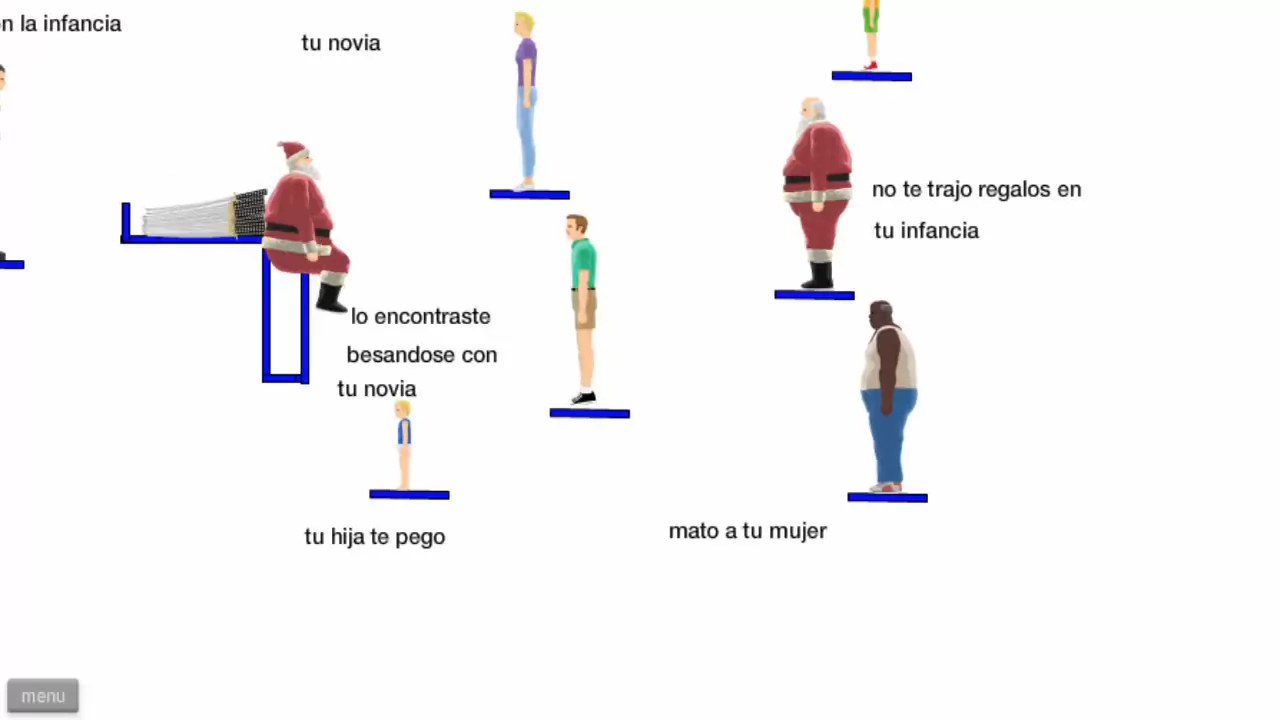 n la infancia
tu novia
no te trajo regalos en
tu infancia
lo encontraste
besandose con
tu novia
tu hija te pego
mato a tu mujer
menu